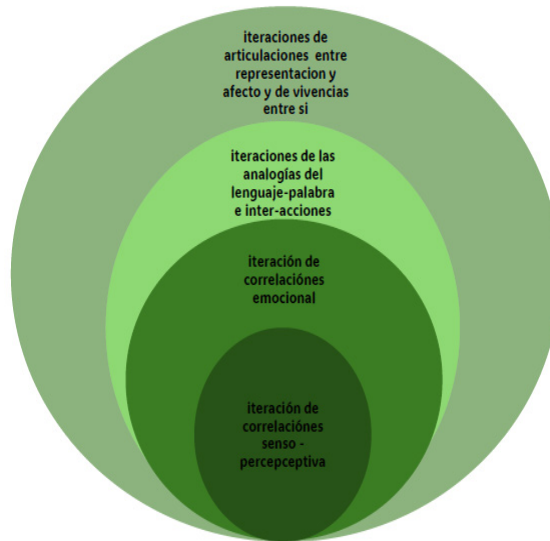 iteraciones de
articulaciones entre
representacion y
afecto y de vivencias
entre si
iteraciones de las
analogías del
lenguaje-palabra
e inter-acciones
iteración de
correlaciónes
emocional
iteración de
correlaciónes
senso -
percepceptiva